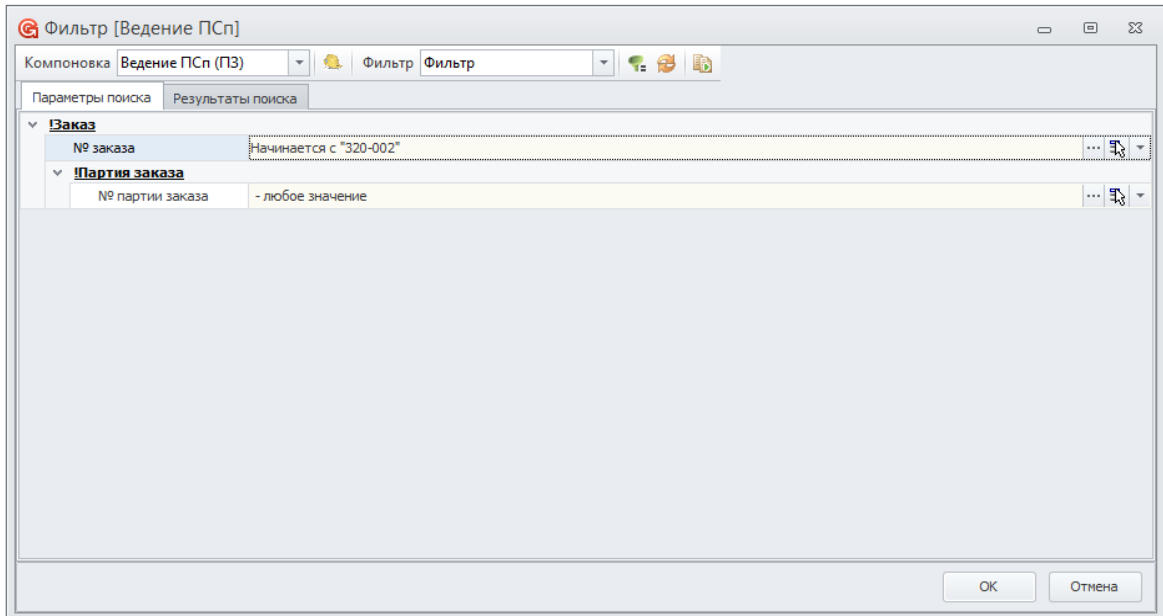 Фильтр [Ведение ПСп]
Компоновка Ведение ПСп (ПЗ) Фильтр Фильтр
Параметры поиска Результаты поиска
!Заказ
№ заказа Начинается с "320-002"
!Партия заказа
№ партии заказа - любое значение
OK Отмена